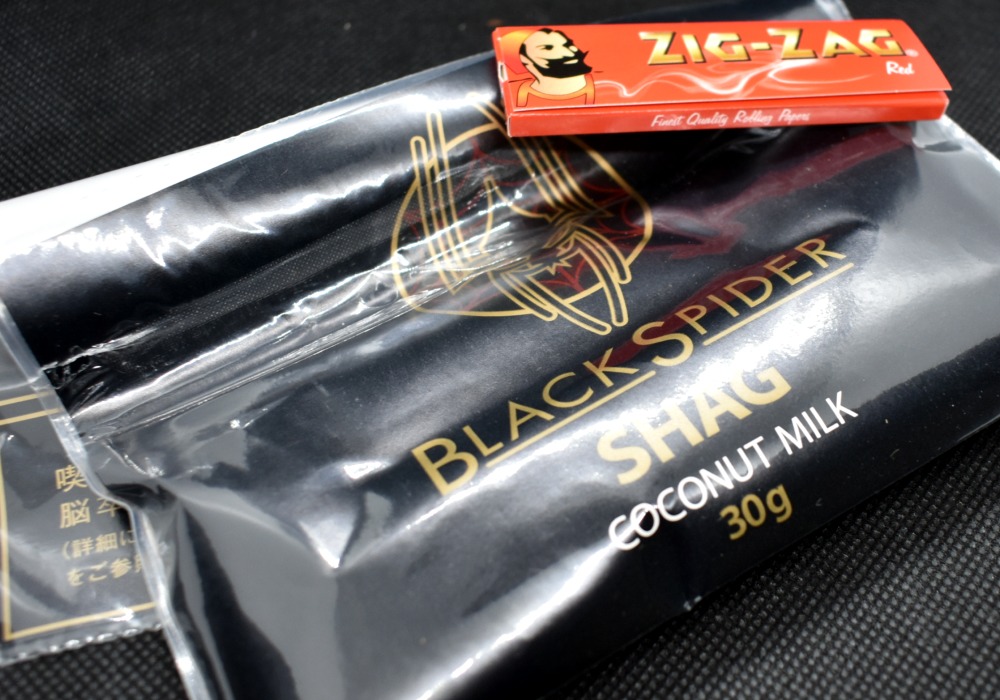 ZIG-ZAG
Red
Finest Quality Rolling Papers
BLACKSPIDER
SHAG
COCONUT MILK
30g
喫
脳卒
(詳細に
をご参照